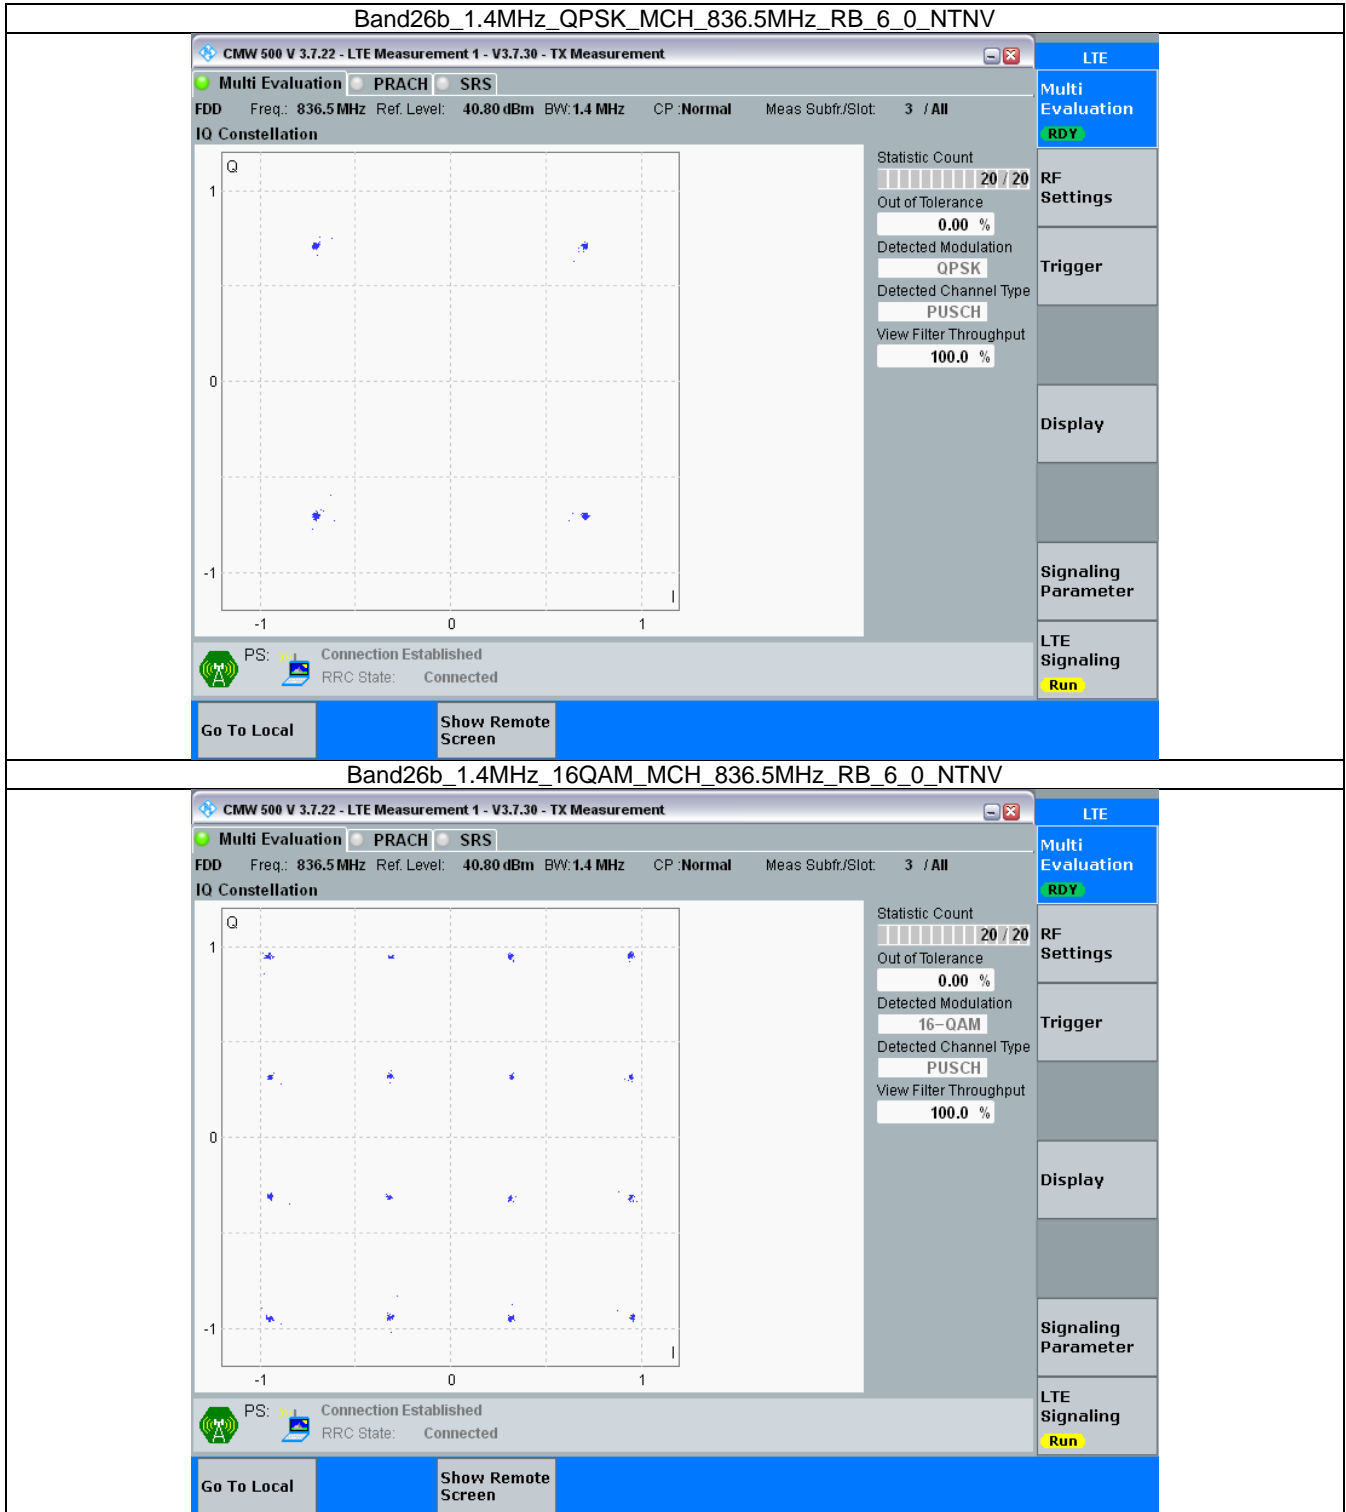 Band26b_1.4MHz_QPSK_MCH_836.5MHz_RB_6_0_NTNV
CMW 500 V 3.7.22 - LTE Measurement 1 - V3.7.30 - TX Measurement
LTE
Multi Evaluation PRACH SRS
Multi
Evaluation
RDY
FDD Freq.: 836.5 MHz Ref. Level: 40.80 dBm BW: 1.4 MHz CP :Normal Meas Subfr./Slot: 3 / All
IQ Constellation
Q
1
0
-1
I
-1 0 1
Statistic Count
20 / 20
Out of Tolerance
0.00 %
Detected Modulation
QPSK
Detected Channel Type
PUSCH
View Filter Throughput
100.0 %
RF
Settings
Trigger
Display
Signaling
Parameter
LTE
Signaling
Run
PS: Connection Established
RRC State: Connected
Go To Local
Show Remote
Screen
Band26b_1.4MHz_16QAM_MCH_836.5MHz_RB_6_0_NTNV
CMW 500 V 3.7.22 - LTE Measurement 1 - V3.7.30 - TX Measurement
LTE
Multi Evaluation PRACH SRS
Multi
Evaluation
RDY
FDD Freq.: 836.5 MHz Ref. Level: 40.80 dBm BW: 1.4 MHz CP :Normal Meas Subfr./Slot: 3 / All
IQ Constellation
Q
1
0
-1
I
-1 0 1
Statistic Count
20 / 20
Out of Tolerance
0.00 %
Detected Modulation
16-QAM
Detected Channel Type
PUSCH
View Filter Throughput
100.0 %
RF
Settings
Trigger
Display
Signaling
Parameter
LTE
Signaling
Run
PS: Connection Established
RRC State: Connected
Go To Local
Show Remote
Screen